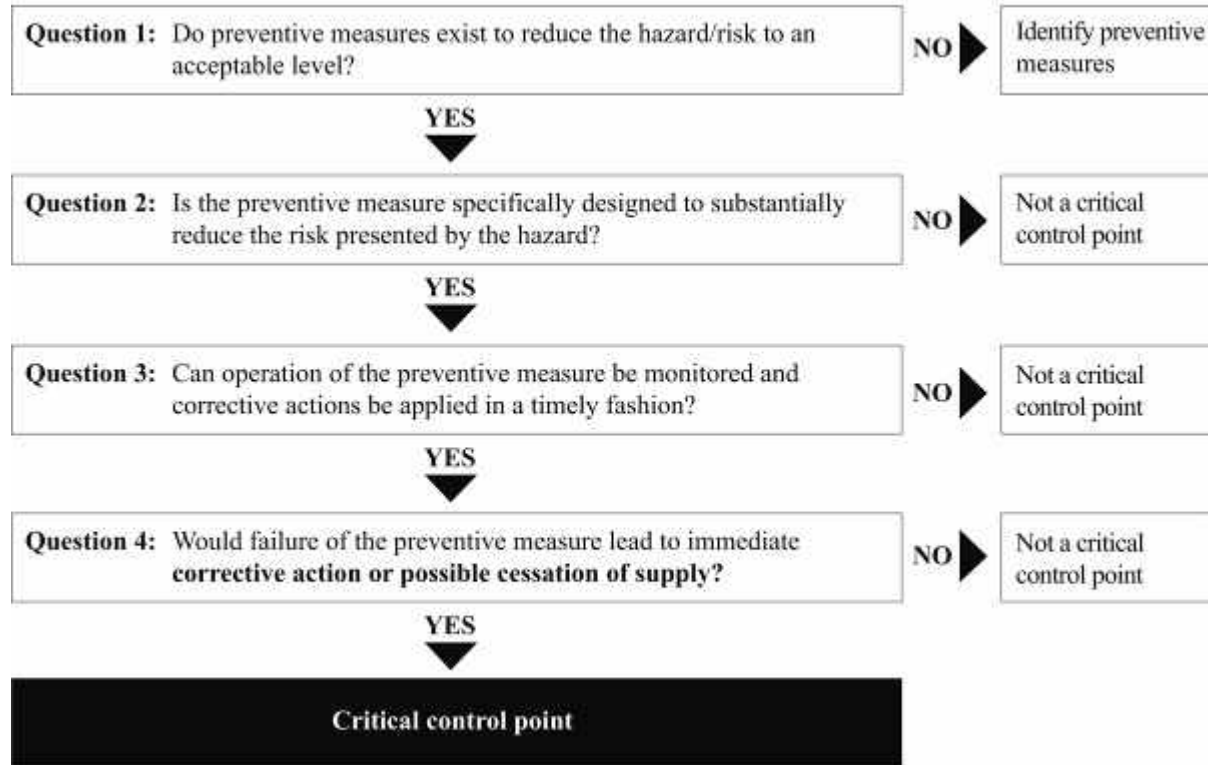 Question 1: Do preventive measures exist to reduce the hazard/risk to an
acceptable level?
NO
Identify preventive
measures
YES
Question 2: Is the preventive measure specifically designed to substantially
reduce the risk presented by the hazard?
NO
Not a critical
control point
YES
Question 3: Can operation of the preventive measure be monitored and
corrective actions be applied in a timely fashion?
NO
Not a critical
control point
YES
Question 4: Would failure of the preventive measure lead to immediate
corrective action or possible cessation of supply?
NO
Not a critical
control point
YES
Critical control point